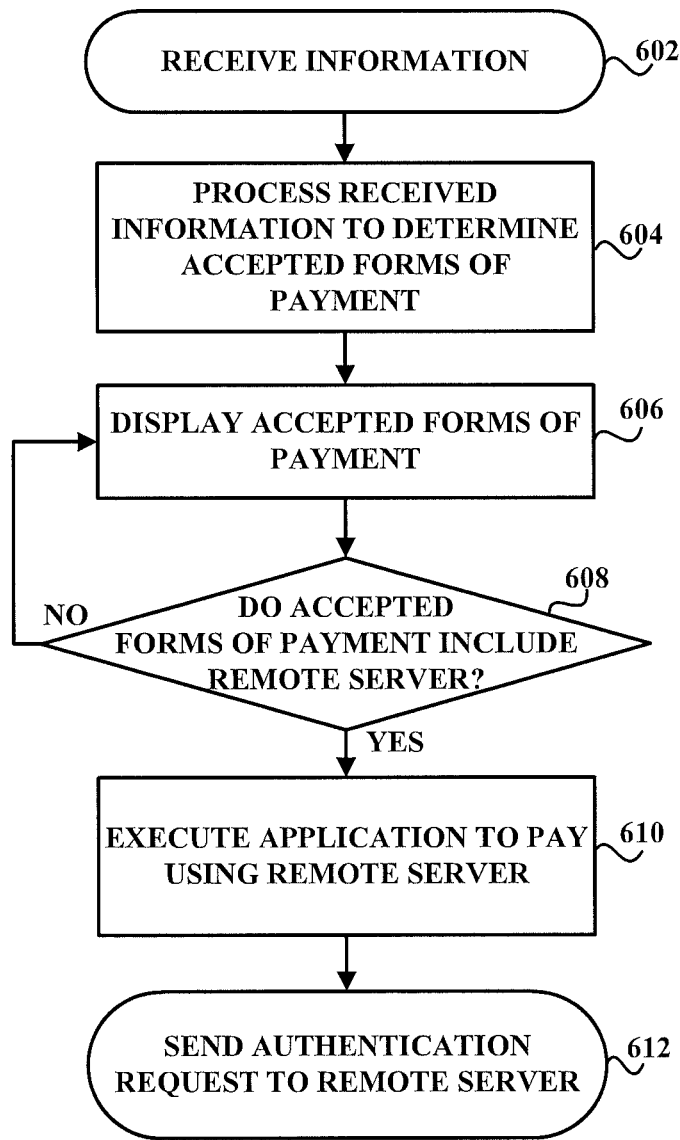 RECEIVE INFORMATION
602
PROCESS RECEIVED
INFORMATION TO DETERMINE
ACCEPTED FORMS OF
PAYMENT
604
DISPLAY ACCEPTED FORMS OF
PAYMENT
606
608
NO
DO ACCEPTED
FORMS OF PAYMENT INCLUDE
REMOTE SERVER?
YES
EXECUTE APPLICATION TO PAY
USING REMOTE SERVER
610
SEND AUTHENTICATION
REQUEST TO REMOTE SERVER
612